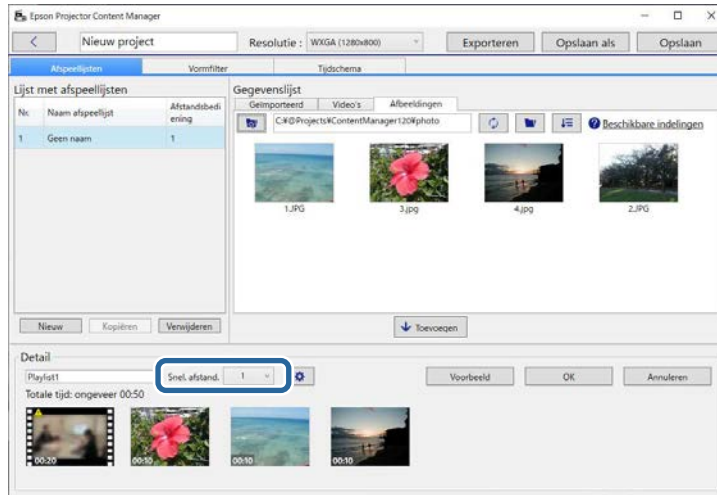 Epson Projector Content Manager
Nieuw project
Resolutie : WXGA (1280x800)
Exporteren
Opslaan als
Opslaan
Afspeellijsten
Vormfilter
Tijdschema
Lijst met afspeellijsten
Nr. Naam afspeellijst Afstandsbedi
ening
1 Geen naam 1
Nieuw
Kopiëren
Verwijderen
Gegevenslijst
Geïmporteerd
Video's
Afbeeldingen
C:¥@Projects¥ContentManager120¥photo
Beschikbare indelingen
1.JPG
3.jpg
4.jpg
2.JPG
Toevoegen
Detail
Playlist1
Snel. afstand. 1
Voorbeeld
OK
Annuleren
Totale tijd: ongeveer 00:50
00:20
00:10
00:10
00:10